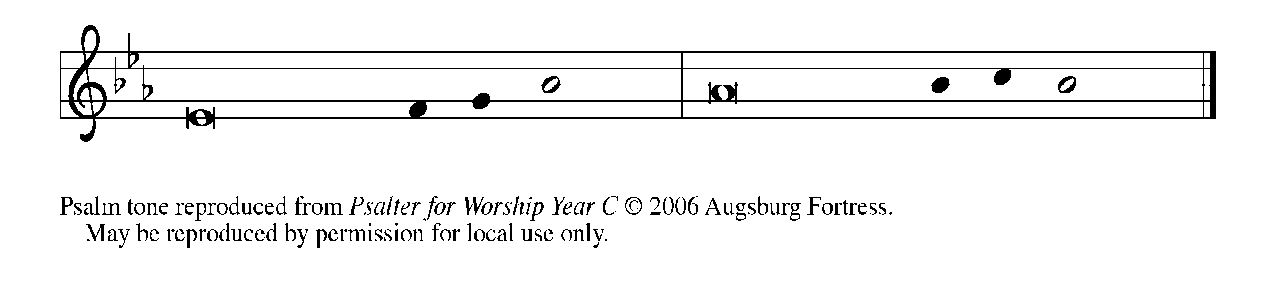 Psalm tone reproduced from Psalter for Worship Year C © 2006 Augsburg Fortress.
May be reproduced by permission for local use only.